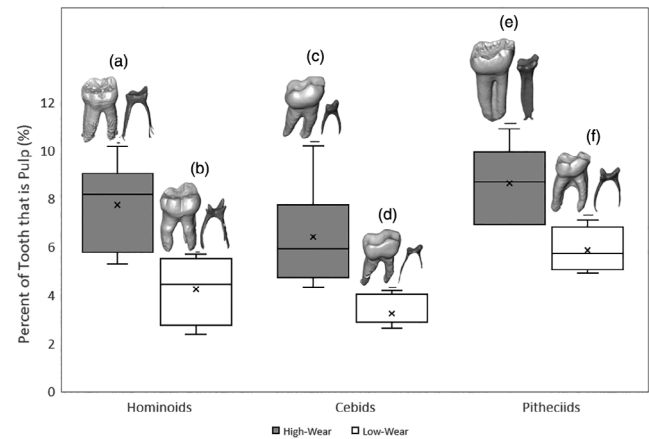 (a)
(b)
(c)
(d)
(e)
(f)
Percent of Tooth that is Pulp (%)
12
10
8
6
4
2
0
Hominoids Cebids Pitheciids
High-Wear Low-Wear